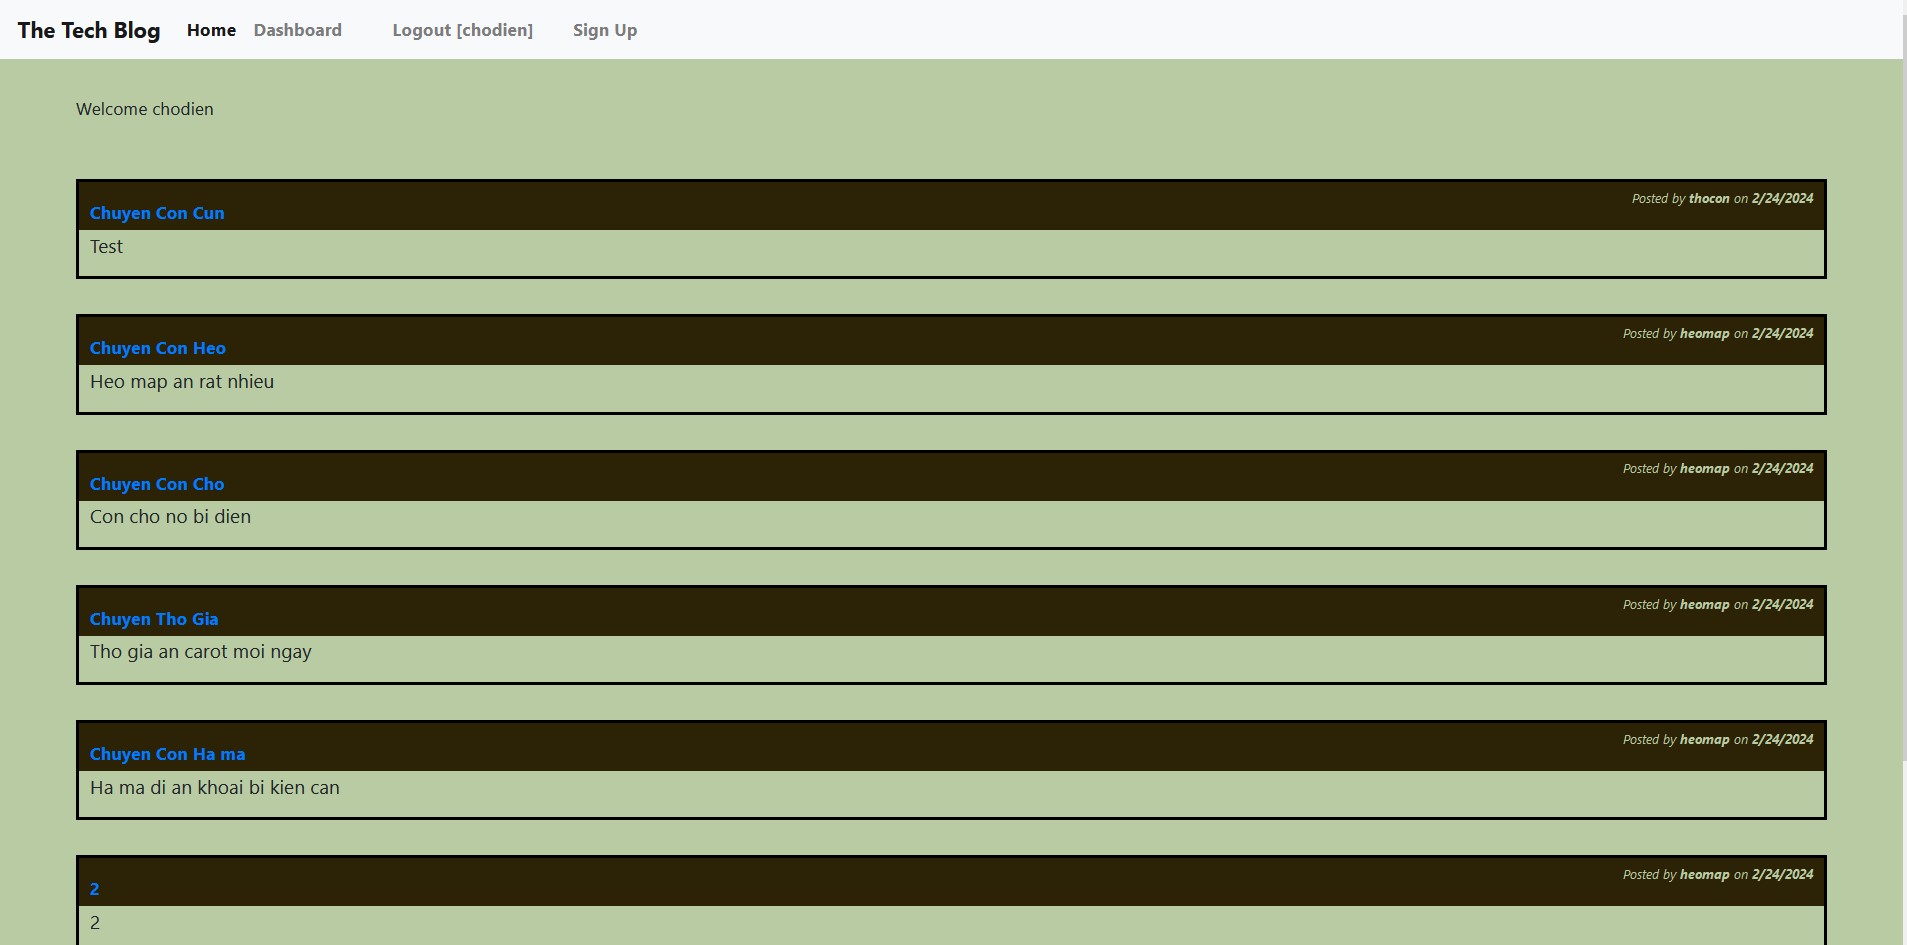 The Tech Blog Home Dashboard Logout [chodien] Sign Up
Welcome chodien
Posted by thocon on 2/24/2024
Chuyen Con Cun
Test
Posted by heomap on 2/24/2024
Chuyen Con Heo
Heo map an rat nhieu
Posted by heomap on 2/24/2024
Chuyen Con Cho
Con cho no bi dien
Posted by heomap on 2/24/2024
Chuyen Tho Gia
Tho gia an carot moi ngay
Posted by heomap on 2/24/2024
Chuyen Con Ha ma
Ha ma di an khoai bi kien can
Posted by heomap on 2/24/2024
2
2